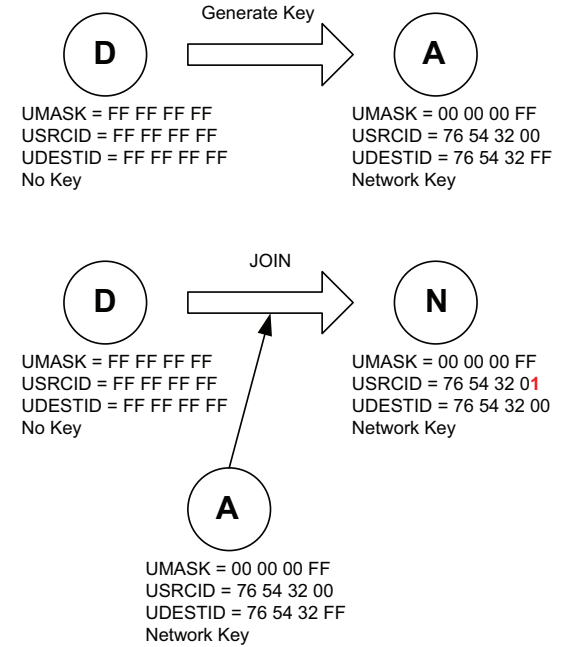 Generate Key
D
A
UMASK = FF FF FF FF
USRCID = FF FF FF FF
UDESTID = FF FF FF FF
No Key
UMASK = 00 00 00 FF
USRCID = 76 54 32 00
UDESTID = 76 54 32 FF
Network Key
JOIN
D
N
UMASK = FF FF FF FF
USRCID = FF FF FF FF
UDESTID = FF FF FF FF
No Key
UMASK = 00 00 00 FF
USRCID = 76 54 32 01
UDESTID = 76 54 32 00
Network Key
A
UMASK = 00 00 00 FF
USRCID = 76 54 32 00
UDESTID = 76 54 32 FF
Network Key